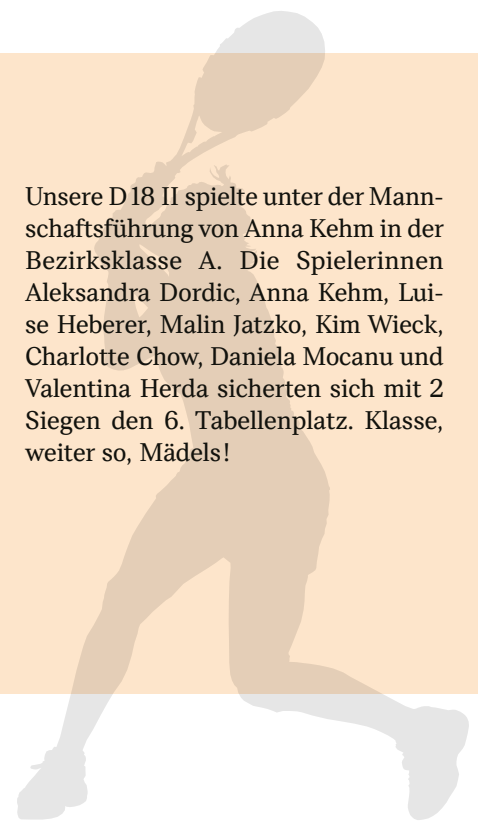 Unsere D 18 II spielte unter der Mann-
schaftsführung von Anna Kehm in der
Bezirksklasse A. Die Spielerinnen
Aleksandra Dordic, Anna Kehm, Lui-
se Heberer, Malin Jatzko, Kim Wieck,
Charlotte Chow, Daniela Mocanu und
Valentina Herda sicherten sich mit 2
Siegen den 6. Tabellenplatz. Klasse,
weiter so, Mädels!